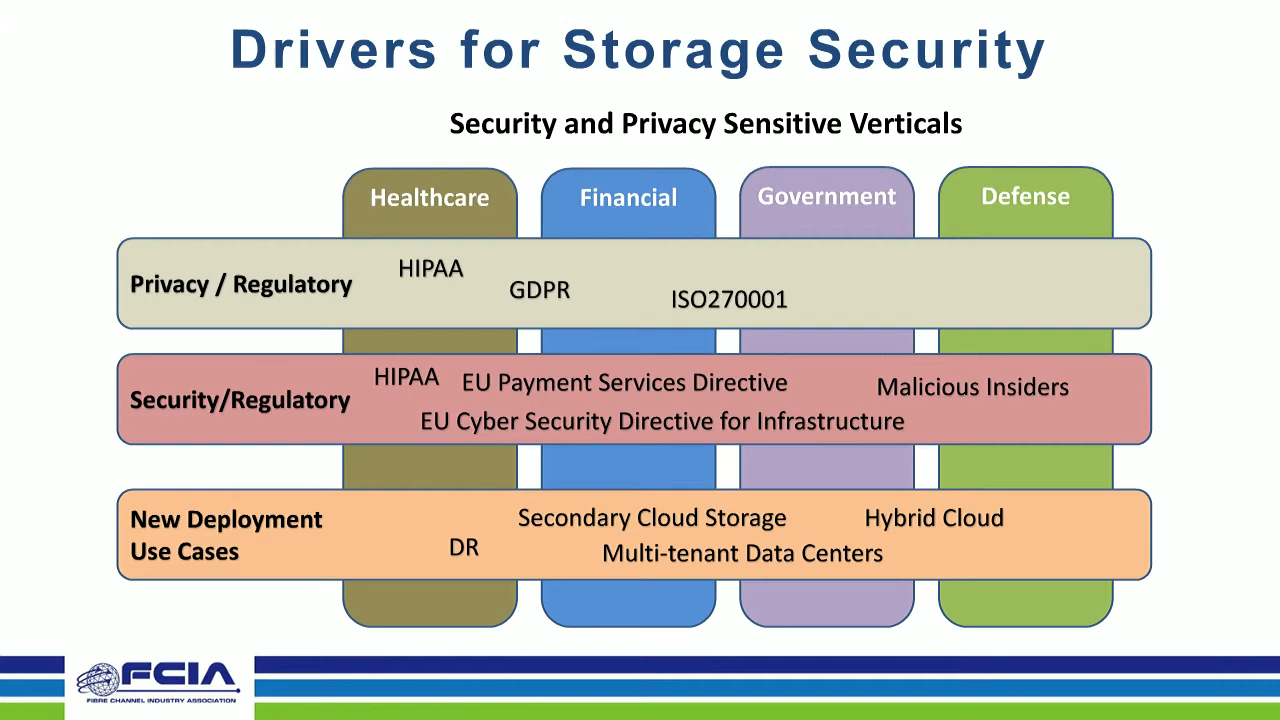 Drivers for Storage Security
Security and Privacy Sensitive Verticals
Healthcare
Financial
Government
Defense
Privacy / Regulatory
HIPAA
GDPR
ISO270001
Security/Regulatory
HIPAA
EU Payment Services Directive
Malicious Insiders
EU Cyber Security Directive for Infrastructure
New Deployment
Use Cases
Secondary Cloud Storage
Hybrid Cloud
DR
Multi-tenant Data Centers
FCIA
FIBRE CHANNEL INDUSTRY ASSOCIATION